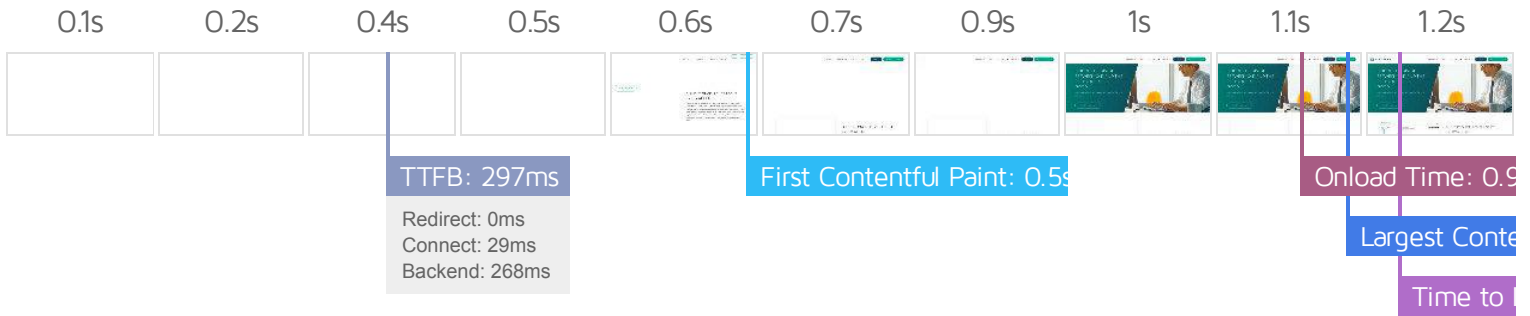 0.1s 0.2s 0.4s 0.5s 0.6s 0.7s 0.9s 1s 1.1s 1.2s
TTFB: 297ms
First Contentful Paint: 0.5s
Onload Time: 0.9
Redirect: 0ms
Connect: 29ms
Backend: 268ms
Largest Conte
Time to